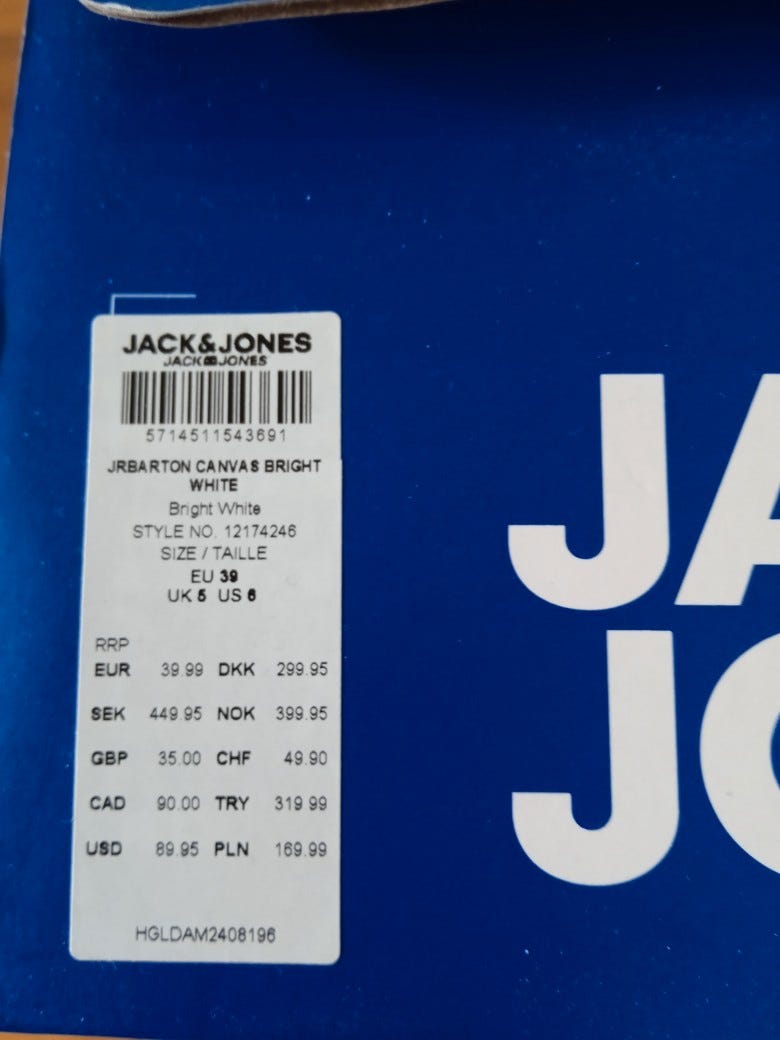 JACK&JONES
JACK&JONES
5714511543691
JRBARTON CANVAS BRIGHT
WHITE
Bright White
STYLE NO. 12174246
SIZE / TAILLE
EU 39
UK 5 US 6
RRP
EUR 39.99 DKK 299.95
SEK 449.95 NOK 399.95
GBP 35.00 CHF 49.90
CAD 90.00 TRY 319 99
USD 89.95 PLN 169.99
HGLDAM2408196
JA
JO